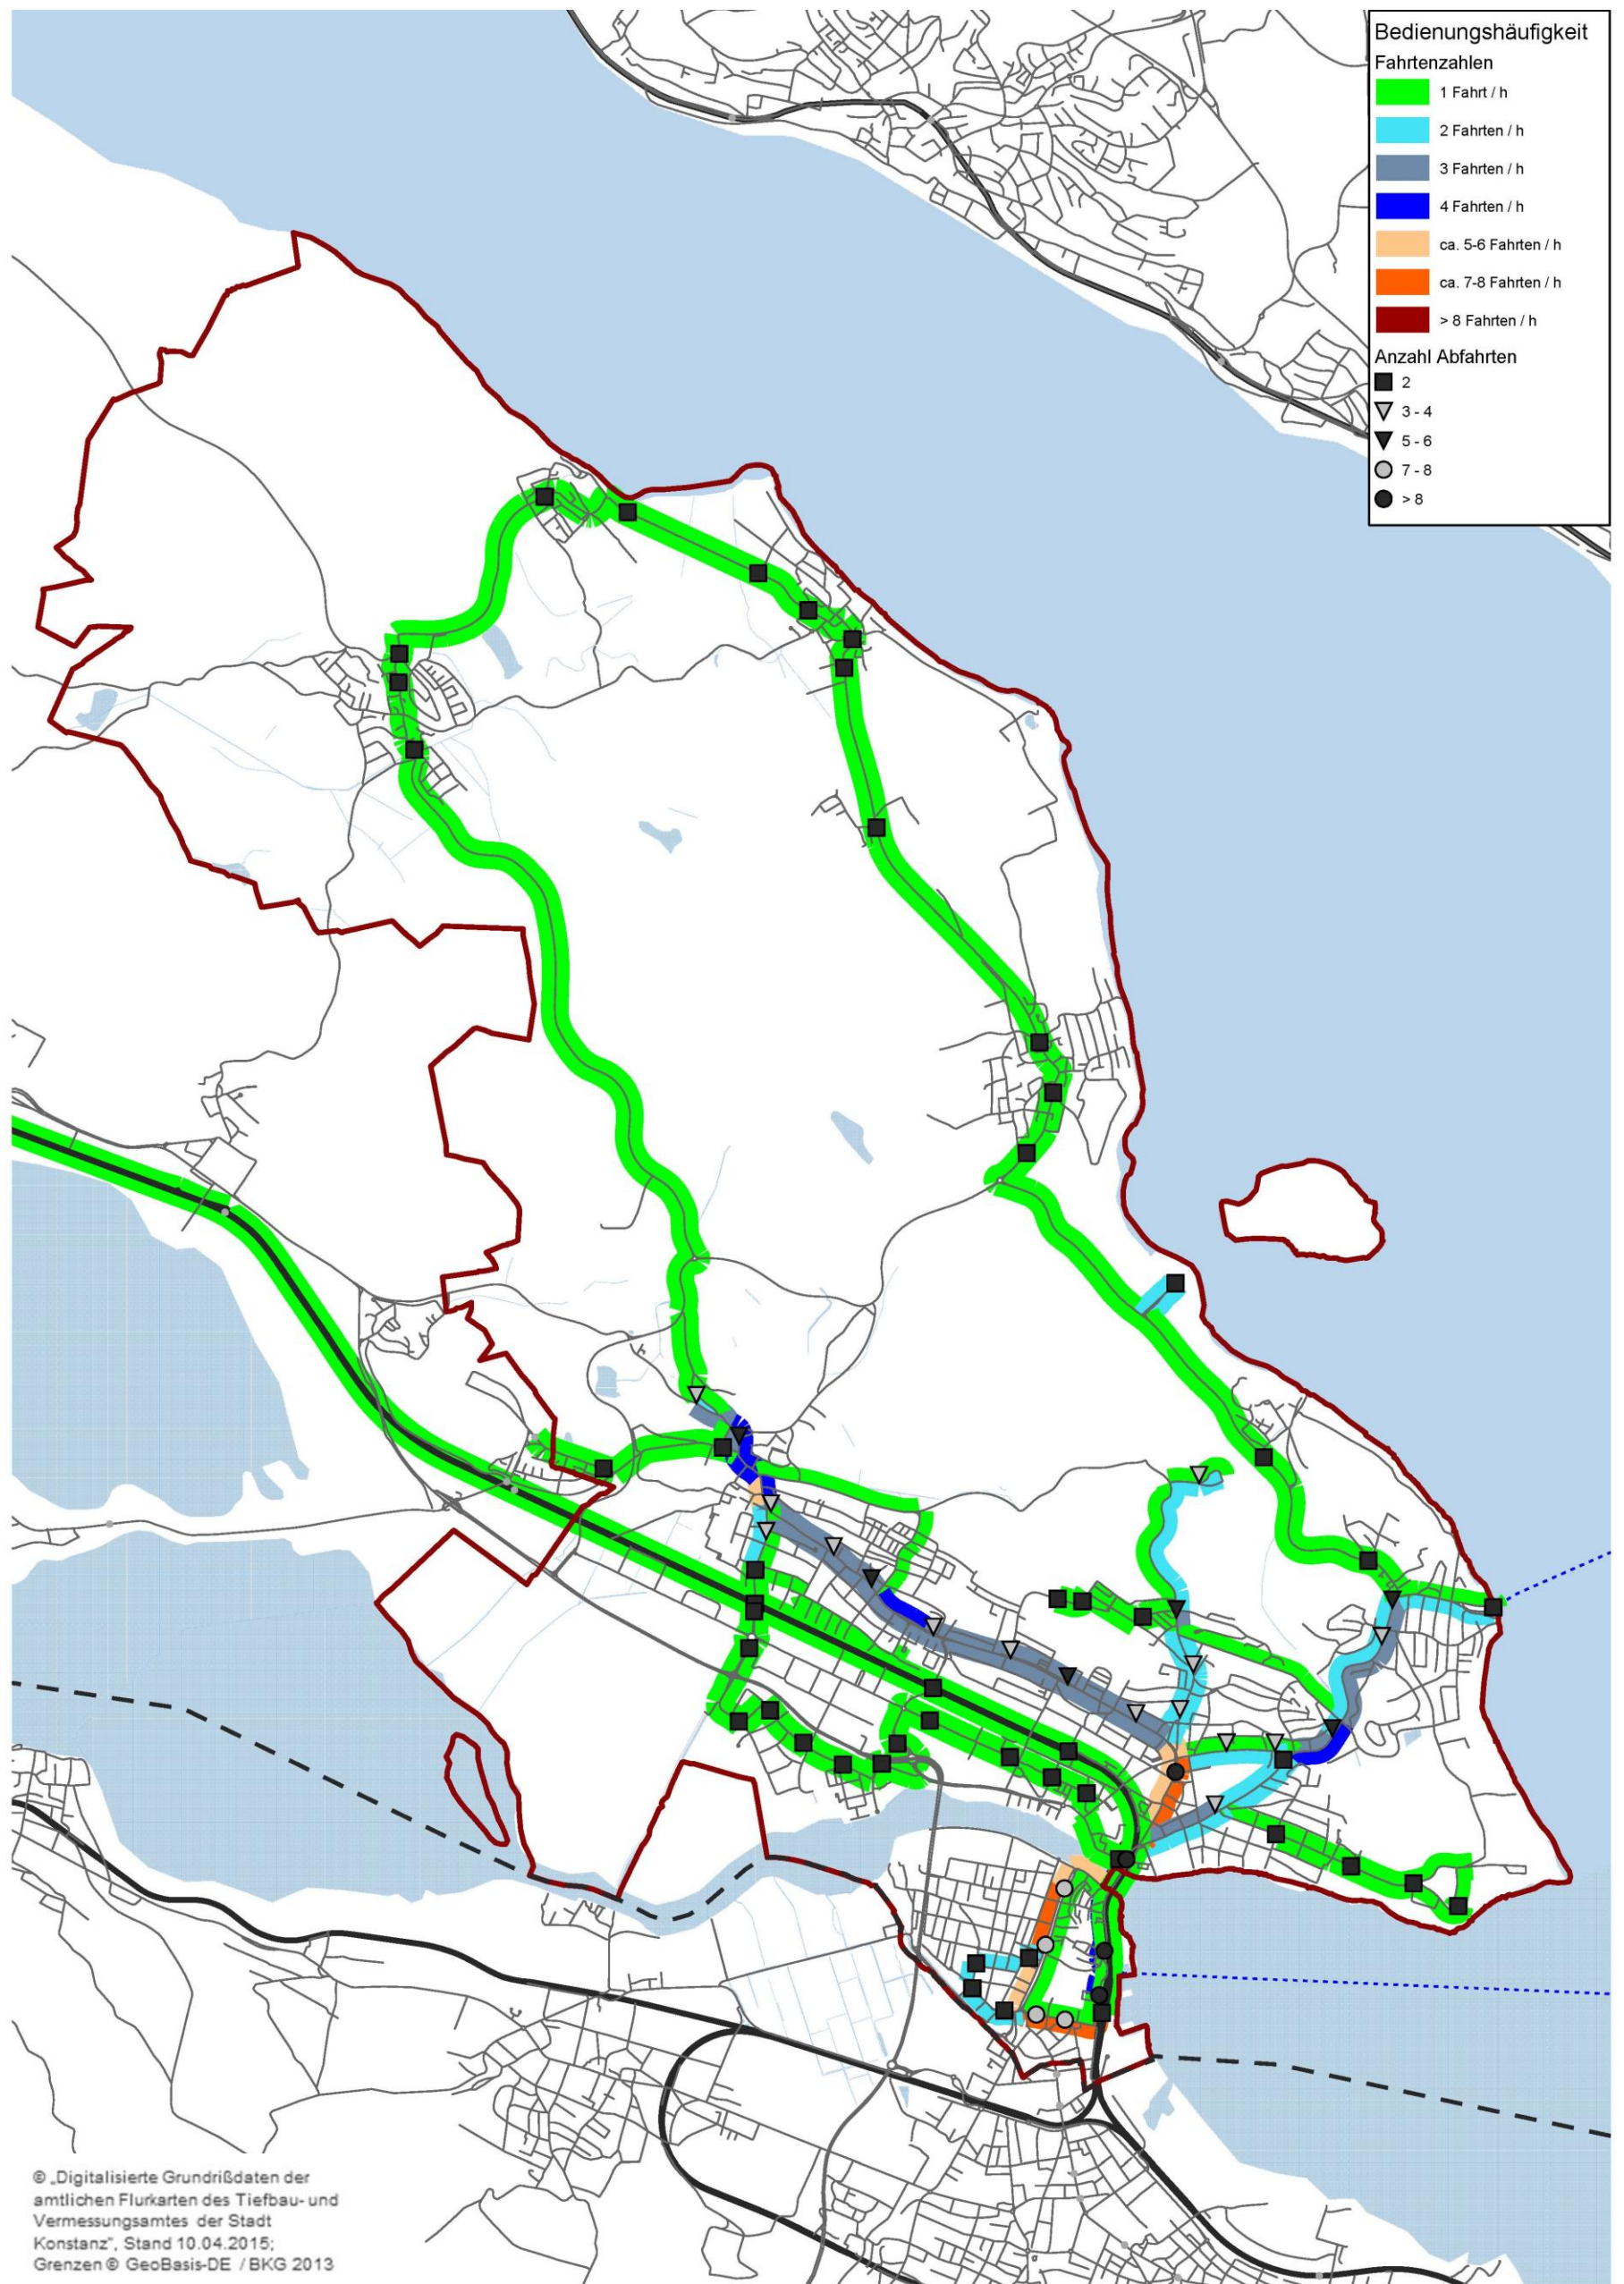 Bedienungshäufigkeit
Fahrtenzahlen
1 Fahrt / h
2 Fahrten / h
3 Fahrten / h
4 Fahrten / h
ca. 5-6 Fahrten / h
ca. 7-8 Fahrten / h
> 8 Fahrten / h
Anzahl Abfahrten
2
3 - 4
5 - 6
7 - 8
> 8
© „Digitalisierte Grundrißdaten der
amtlichen Flurkarten des Tiefbau- und
Vermessungsamtes der Stadt
Konstanz", Stand 10.04.2015;
Grenzen © GeoBasis-DE / BKG 2013